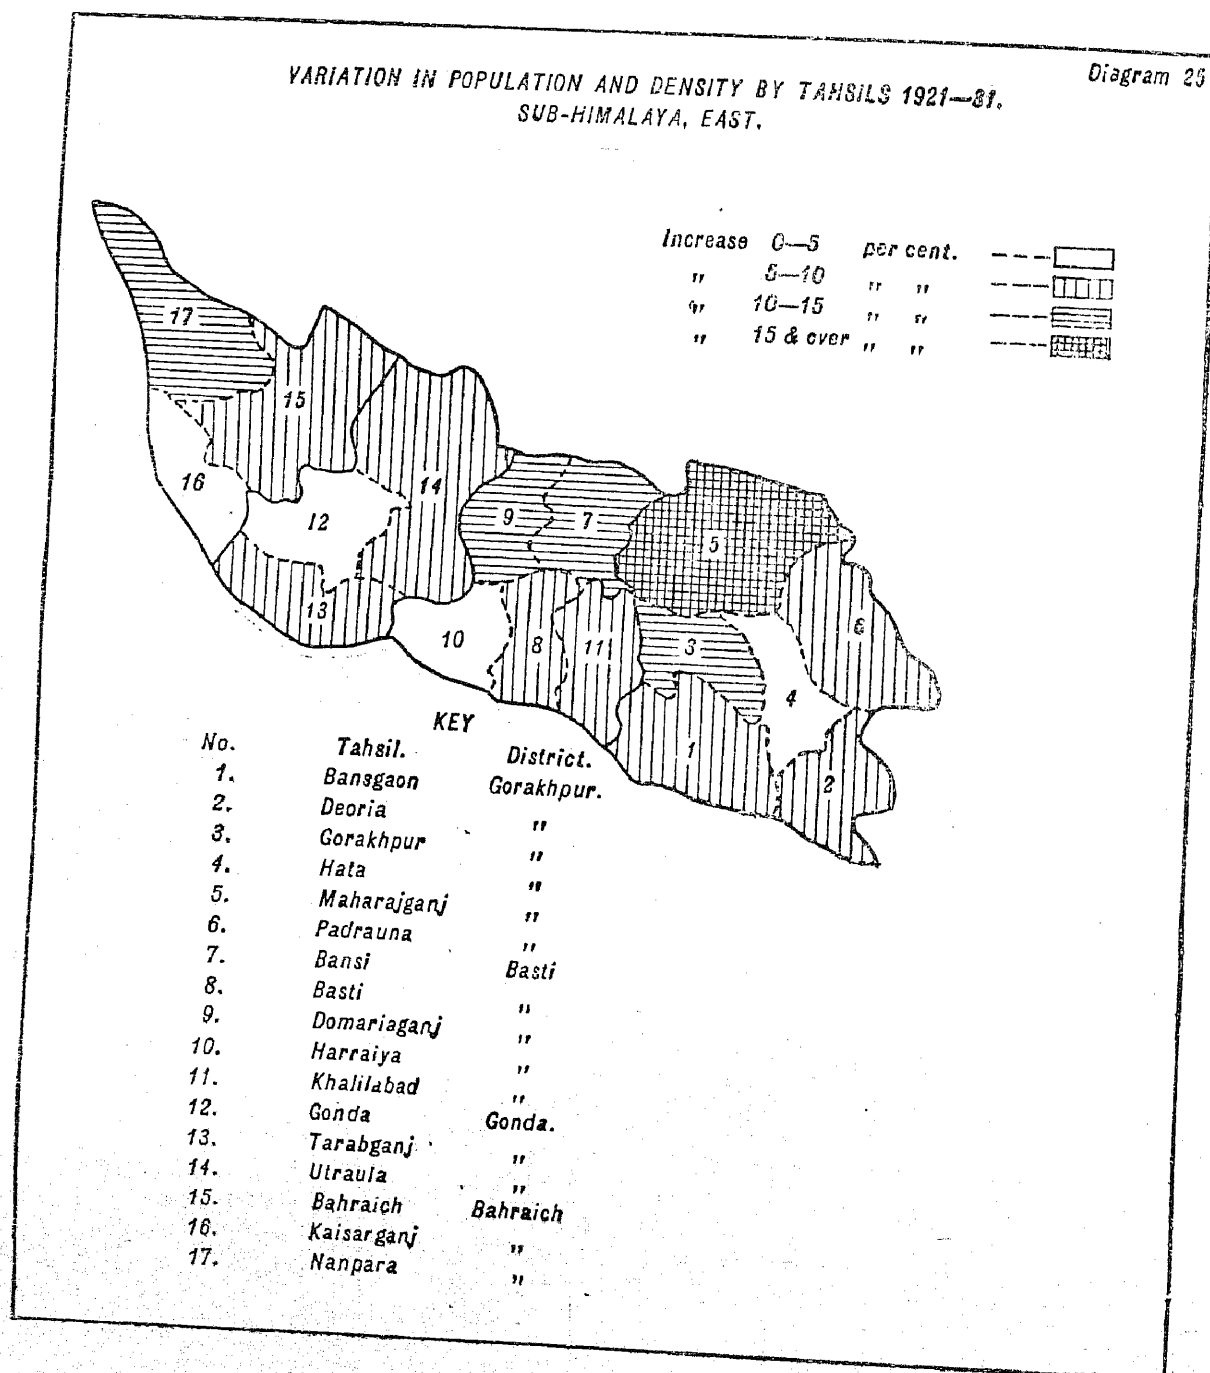 Diagram 25
VARIATION IN POPULATION AND DENSITY BY TAHSILS 1921—31.
SUB-HIMALAYA, EAST.
Increase 0—5 per cent.
" 5—10 " "
" 10—15 " "
" 15 & over " "
17
15
16
12
14
13
9
7
5
10
8
11
3
6
4
1
2
KEY
No. Tahsil. District.
1. Bansgaon Gorakhpur.
2. Deoria "
3. Gorakhpur "
4. Hata "
5. Maharajganj "
6. Padrauna "
7. Bansi Basti
8. Basti "
9. Domariaganj "
10. Harraiya "
11. Khalilabad "
12. Gonda Gonda.
13. Tarabganj "
14. Utraula "
15. Bahraich Bahraich
16. Kaisarganj "
17. Nanpara "